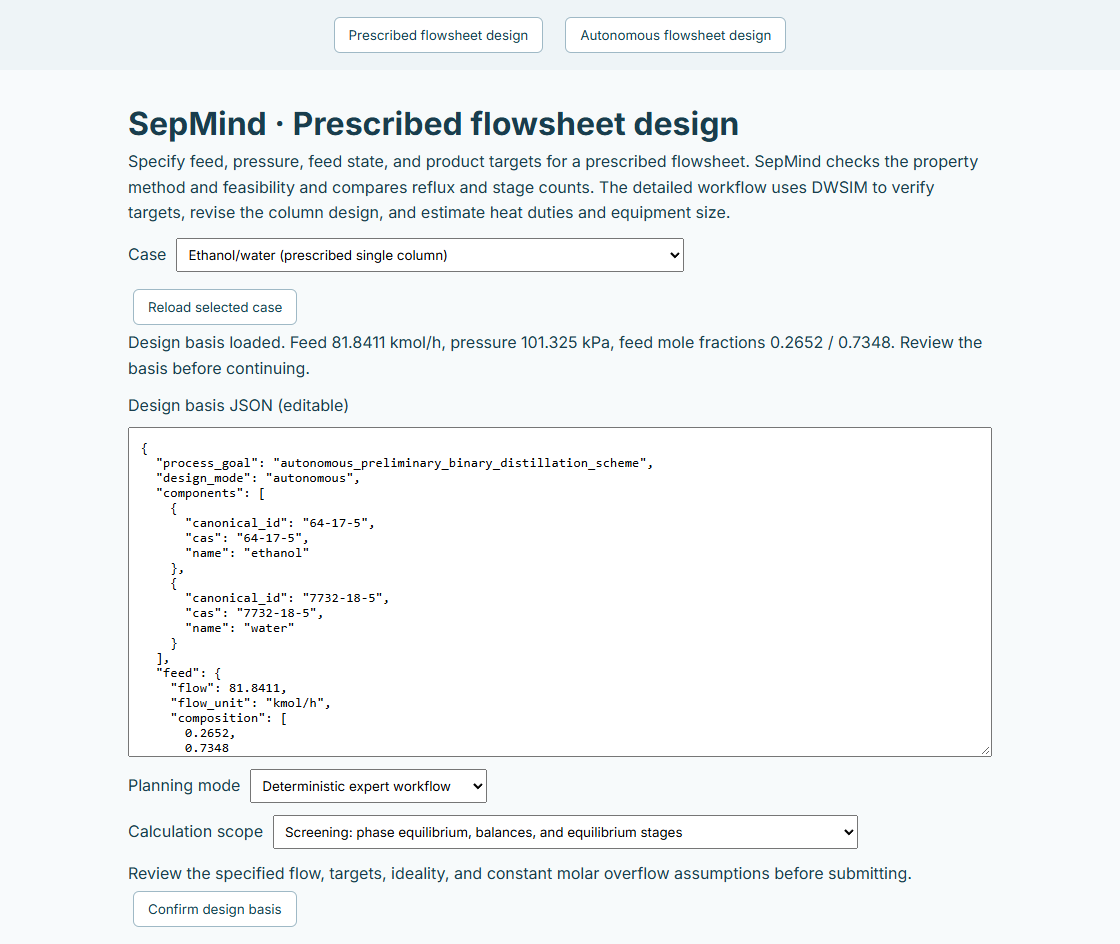 Prescribed flowsheet design
Autonomous flowsheet design
SepMind · Prescribed flowsheet design
Specify feed, pressure, feed state, and product targets for a prescribed flowsheet. SepMind checks the property
method and feasibility and compares reflux and stage counts. The detailed workflow uses DWSIM to verify
targets, revise the column design, and estimate heat duties and equipment size.
Case Ethanol/water (prescribed single column)
Reload selected case
Design basis loaded. Feed 81.8411 kmol/h, pressure 101.325 kPa, feed mole fractions 0.2652 / 0.7348. Review the
basis before continuing.
Design basis JSON (editable)
{
  "process_goal": "autonomous_preliminary_binary_distillation_scheme",
  "design_mode": "autonomous",
  "components": [
    {
      "canonical_id": "64-17-5",
      "cas": "64-17-5",
      "name": "ethanol"
    },
    {
      "canonical_id": "7732-18-5",
      "cas": "7732-18-5",
      "name": "water"
    }
  ],
  "feed": {
    "flow": 81.8411,
    "flow_unit": "kmol/h",
    "composition": [
      0.2652,
      0.7348
Planning mode Deterministic expert workflow
Calculation scope Screening: phase equilibrium, balances, and equilibrium stages
Review the specified flow, targets, ideality, and constant molar overflow assumptions before submitting.
Confirm design basis